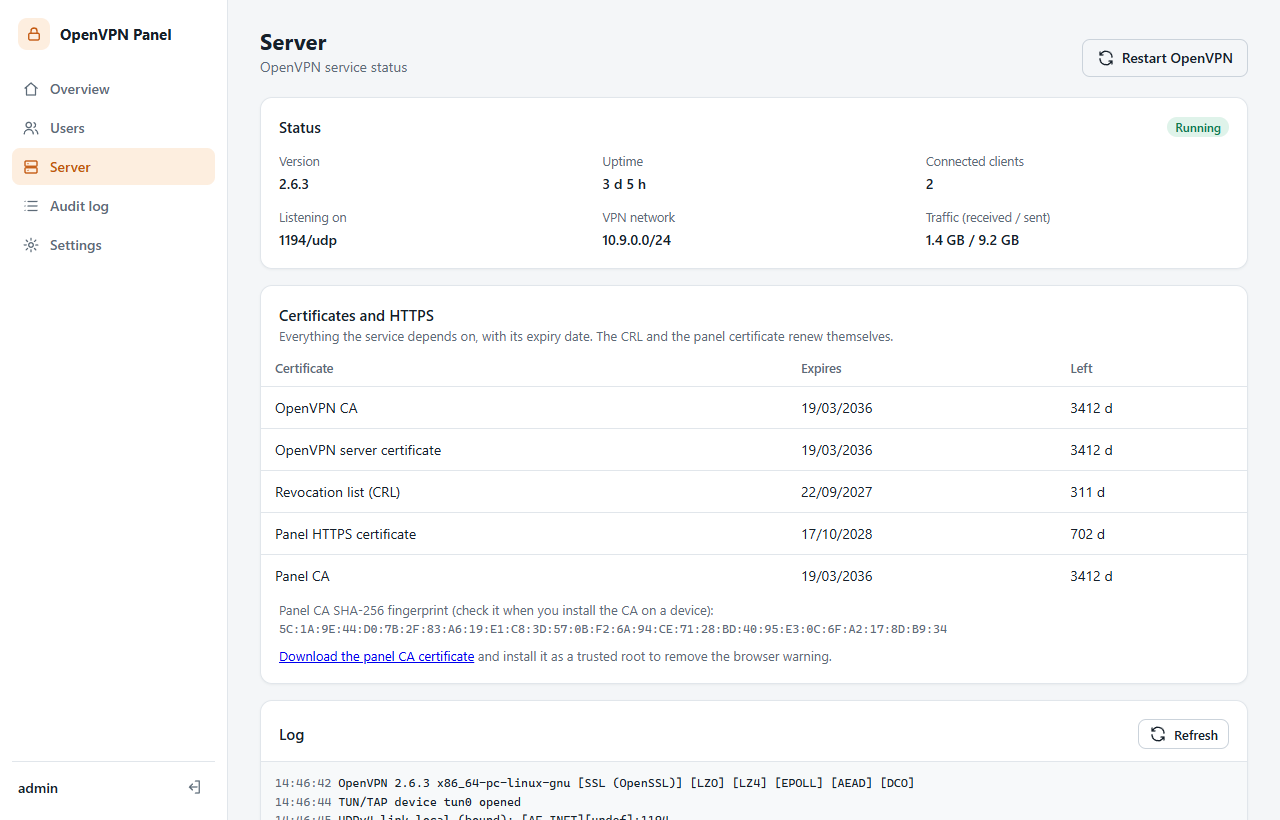 OpenVPN Panel
Overview
Users
Server
Audit log
Settings
admin
Server
OpenVPN service status
Restart OpenVPN
Status
Running
Version
Uptime
Connected clients
2.6.3
3 d 5 h
2
Listening on
VPN network
Traffic (received / sent)
1194/udp
10.9.0.0/24
1.4 GB / 9.2 GB
Certificates and HTTPS
Everything the service depends on, with its expiry date. The CRL and the panel certificate renew themselves.
Certificate Expires Left
OpenVPN CA 19/03/2036 3412 d
OpenVPN server certificate 19/03/2036 3412 d
Revocation list (CRL) 22/09/2027 311 d
Panel HTTPS certificate 17/10/2028 702 d
Panel CA 19/03/2036 3412 d
Panel CA SHA-256 fingerprint (check it when you install the CA on a device):
5C:1A:9E:44:D0:7B:2F:83:A6:19:E1:C8:3D:57:0B:F2:6A:94:CE:71:28:BD:40:95:E3:0C:6F:A2:17:8D:B9:34
Download the panel CA certificate and install it as a trusted root to remove the browser warning.
Log
Refresh
14:46:42 OpenVPN 2.6.3 x86_64-pc-linux-gnu [SSL (OpenSSL)] [LZO] [LZ4] [EPOLL] [AEAD] [DCO]
14:46:44 TUN/TAP device tun0 opened
14:46:45 UDPv4 link local (bound): [AF_INET][undef]:1194